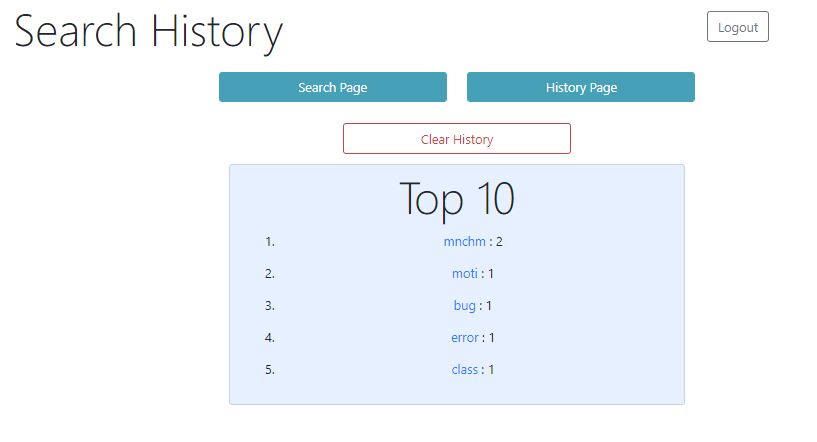 Search History
Logout
Search Page
History Page
Clear History
Top 10
1. mnchm : 2
2. moti : 1
3. bug : 1
4. error : 1
5. class : 1